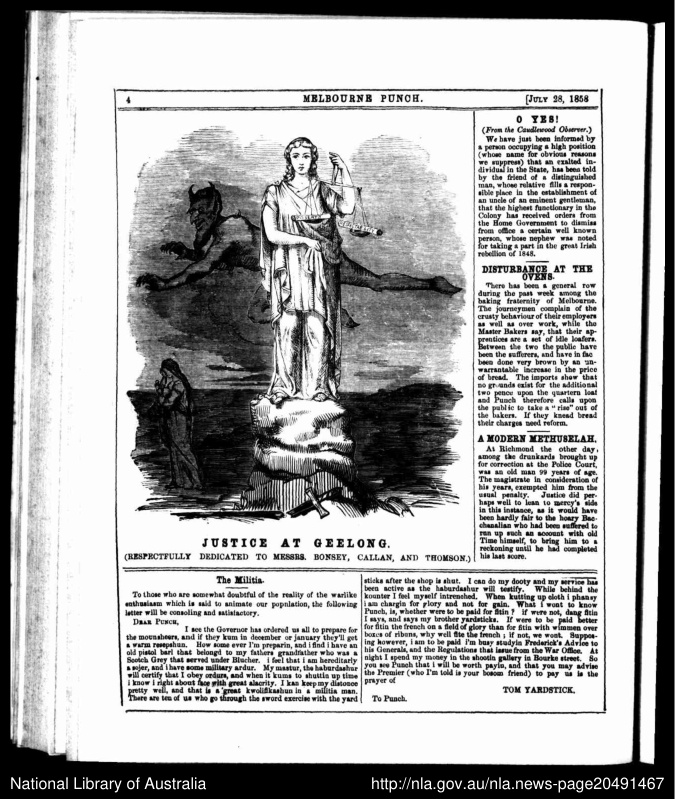 4
MELBOURNE PUNCH.
[JULY 28, 1858
JUSTICE AT GEELONG.
(RESPECTFULLY DEDICATED TO MESSRS. BONSEY, CALLAN, AND THOMSON.)
O YES!
(From the Caudlewood Observer.)
We have just been informed by
a person occupying a high position
(whose name for obvious reasons
we suppress) that an exalted in-
dividual in the State, has been told
by the friend of a distinguished
man, whose relative fills a respon-
sible place in the establishment of
an uncle of an eminent gentleman,
that the highest functionary in the
Colony has received orders from
the Home Government to dismiss
from office a certain well known
person, whose nephew was noted
for taking a part in the great Irish
rebellion of 1848.
DISTURBANCE AT THE
OVENS.
There has been a general row
during the past week among the
baking fraternity of Melbourne.
The journeymen complain of the
crusty behaviour of their employers
as well as over work, while the
Master Bakers say, that their ap-
prentices are a set of idle loafers.
Between the two the public have
been the sufferers, and have in fac
been done very brown by an un-
warrantable increase in the price
of bread. The imports show that
no grounds exist for the additional
two pence upon the quartern loaf
and Punch therefore calls upon
the public to take a "rise" out of
the bakers. If they knead bread
their charges need reform.
A MODERN METHUSELAH.
At Richmond the other day,
among the drunkards brought up
for correction at the Police Court,
was an old man 99 years of age.
The magistrate in consideration of
his years, exempted him from the
usual penalty. Justice did per-
haps well to lean to mercy's side
in this instance, as it would have
been hardly fair to the hoary Bac-
chanalian who had been suffered to
run up such an account with old
Time himself, to bring him to a
reckoning until he had completed
his last score.
The Militia.
To those who are somewhat doubtful of the reality of the warlike
enthusiasm which is said to animate our popnlation, the following
letter will be consoling and satisfactory.
DEAR PUNCH,
I see the Governor has ordered us all to prepare for
the mounsheers, and if they kum in december or january they'll get
a warm resepshun. How some ever I'm preparin, and i find i have an
old pistol barl that belongd to my fathers grandfather who was a
Scotch Grey that served under Blucher. i feel that i am hereditarly
a sojer, and i have some military ardur. My mastur, the haburdashur
will certify that I obey ordurs, and when it kums to shuttin up time
i know i right about face with great alacrity. I kan keep my distonce
pretty well, and that is a great kwolifikashun in a militia man.
There are ten of us who go through the sword exercise with the yard
sticks after the shop is shut. I can do my dooty and my service has
been active as the haburdashur will testify. While behind the
kounter I feel myself intrenched. When kutting up cloth i phansy
i am chargin for glory and not for gain. What i wont to know
Punch, is, whether were to be paid for fitin? if were not, dang fitin
I says, and says my brother yardsticks. If were to be paid better
for fitin the french on a field of glory than for fitin with wimmen over
boxes of ribuns, why well fite the french; if not, we wont. Suppos-
ing however, i am to be paid i'm busy studyin Frederick's Advice to
his Generals, and the Regulations that issue from the War Office. At
night I spend my money in the shootin gallery in Bourke street. So
you see Punch that i will be worth payin, and that you may advise
the Premier (who I'm told is your bosum friend) to pay us is the
prayer of
TOM YARDSTICK.
To Punch.
National Library of Australia
http://nla.gov.au/nla.news-page20491467